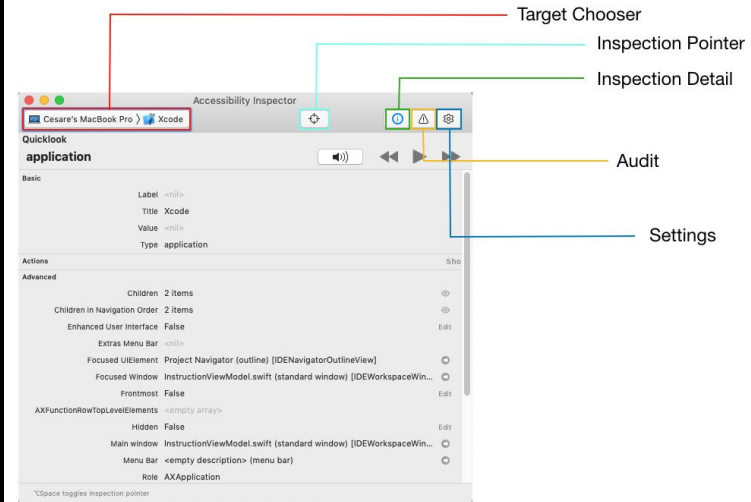 Target Chooser
Inspection Pointer
Inspection Detail
Accessibility Inspector
Cesare's MacBook Pro 〉 Xcode
Quicklook
application
Audit
Basic
Label <nil>
Title Xcode
Value <nil>
Type application
Settings
Actions Sho
Advanced
Children 2 items
Children in Navigation Order 2 items
Enhanced User Interface False Edit
Extras Menu Bar <nil>
Focused UIElement Project Navigator (outline) [IDENavigatorOutlineView]
Focused Window InstructionViewModel.swift (standard window) [IDEWorkspaceWin...
Frontmost False Edit
AXFunctionRowTopLevelElements <empty array>
Hidden False Edit
Main window InstructionViewModel.swift (standard window) [IDEWorkspaceWin...
Menu Bar <empty description> (menu bar)
Role AXApplication
⌥Space toggles inspection pointer